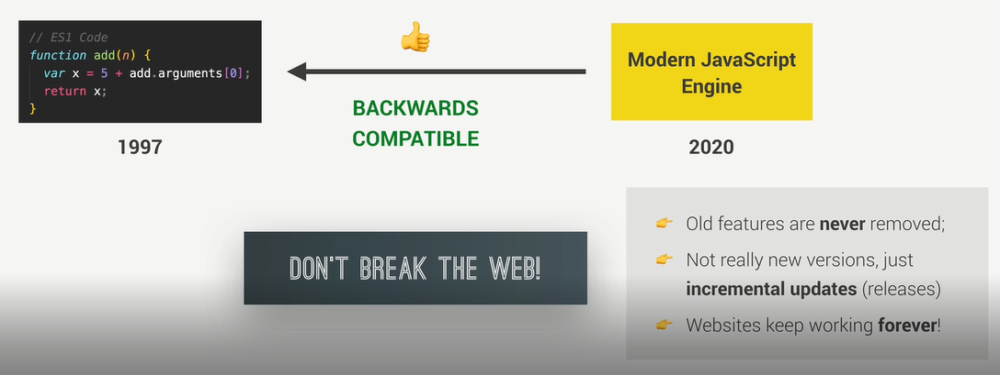 // ES1 Code
function add(n) {
  var x = 5 + add.arguments[0];
  return x;
}
1997
👍
BACKWARDS
COMPATIBLE
Modern JavaScript
Engine
2020
DON'T BREAK THE WEB!
👉 Old features are never removed;
👉 Not really new versions, just
incremental updates (releases)
👉 Websites keep working forever!